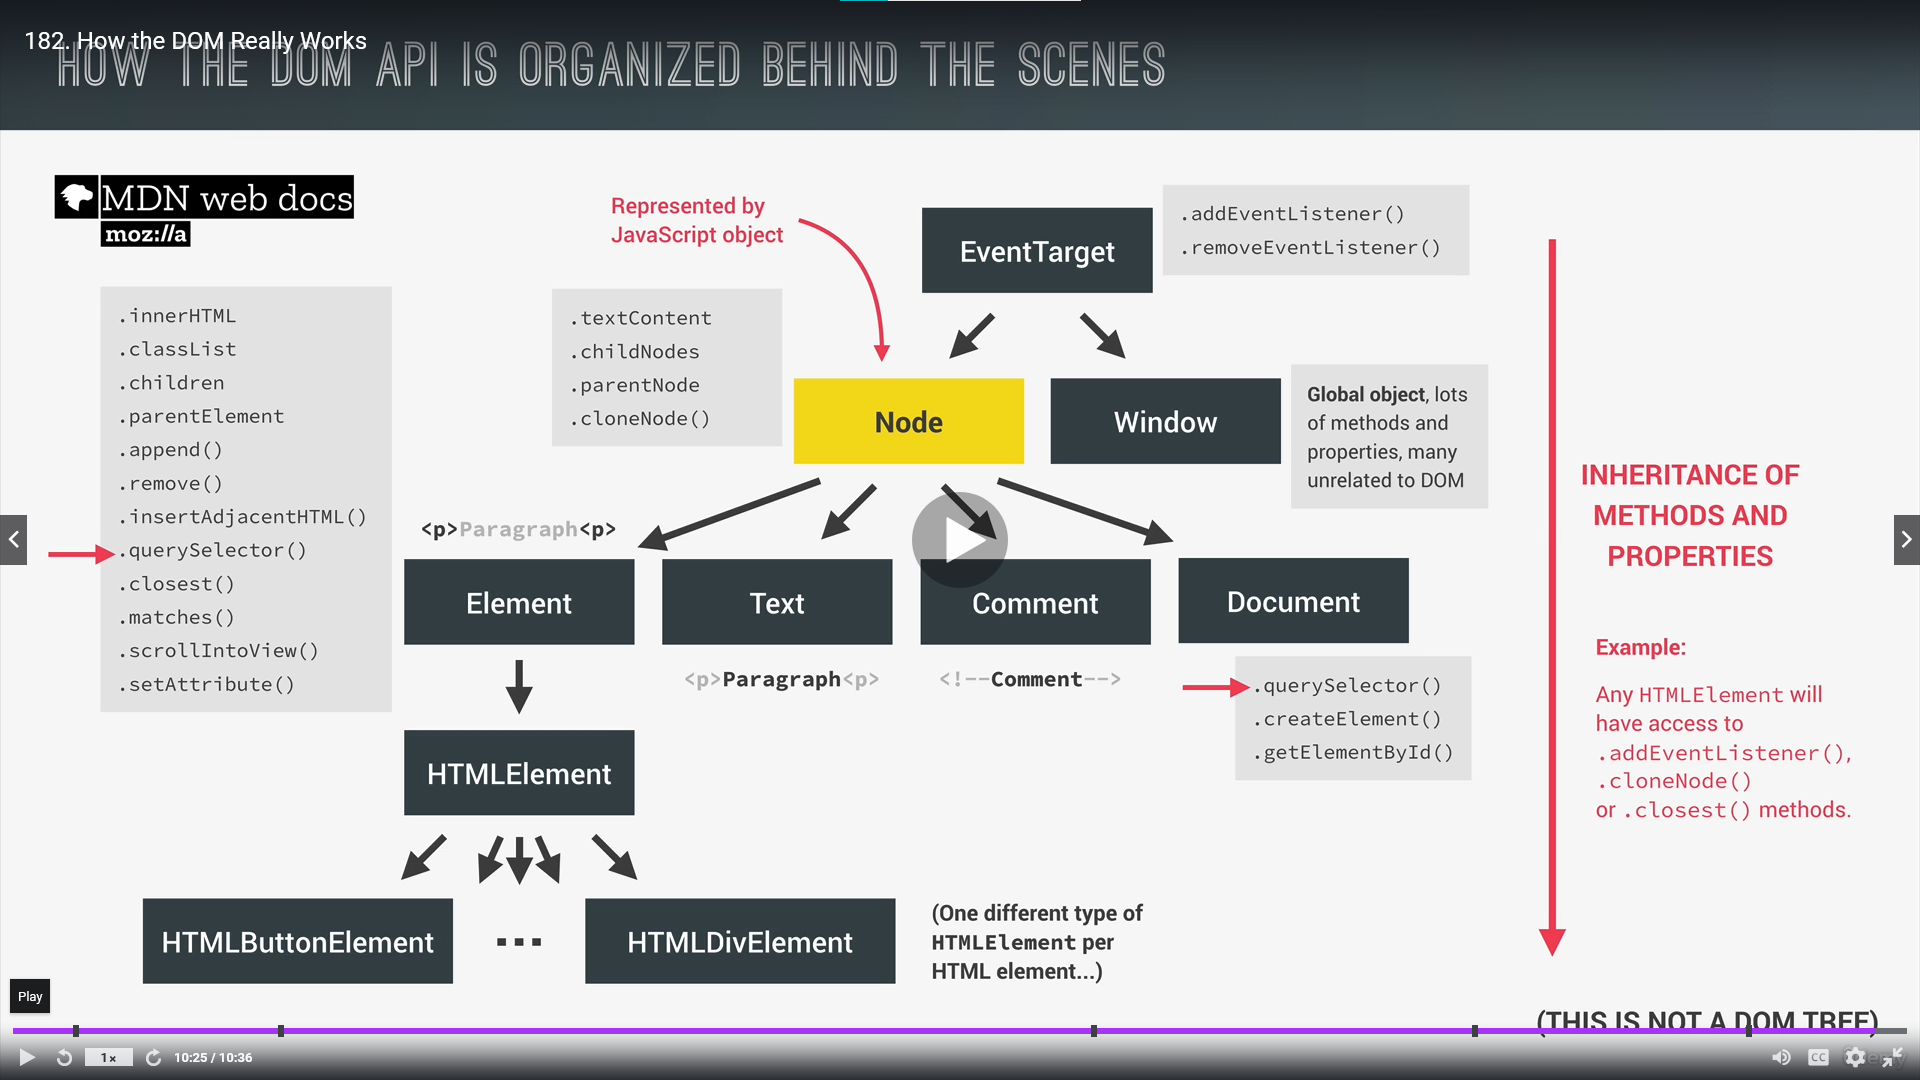 182. How the DOM Really Works
HOW THE DOM API IS ORGANIZED BEHIND THE SCENES
MDN web docs
moz://a
Represented by
JavaScript object
EventTarget
.addEventListener()
.removeEventListener()
.innerHTML
.classList
.children
.parentElement
.append()
.remove()
.insertAdjacentHTML()
.querySelector()
.closest()
.matches()
.scrollIntoView()
.setAttribute()
.textContent
.childNodes
.parentNode
.cloneNode()
Node
Window
Global object, lots
of methods and
properties, many
unrelated to DOM
INHERITANCE OF
METHODS AND
PROPERTIES
<p>Paragraph<p>
Element
Text
Comment
Document
<p>Paragraph<p>
<!--Comment-->
.querySelector()
.createElement()
.getElementById()
Example:
Any HTMLElement will
have access to
.addEventListener(),
.cloneNode()
or .closest() methods.
HTMLElement
HTMLButtonElement
...
HTMLDivElement
(One different type of
HTMLElement per
HTML element...)
Play
(THIS IS NOT A DOM TREE)
1×
10:25 / 10:36
CC